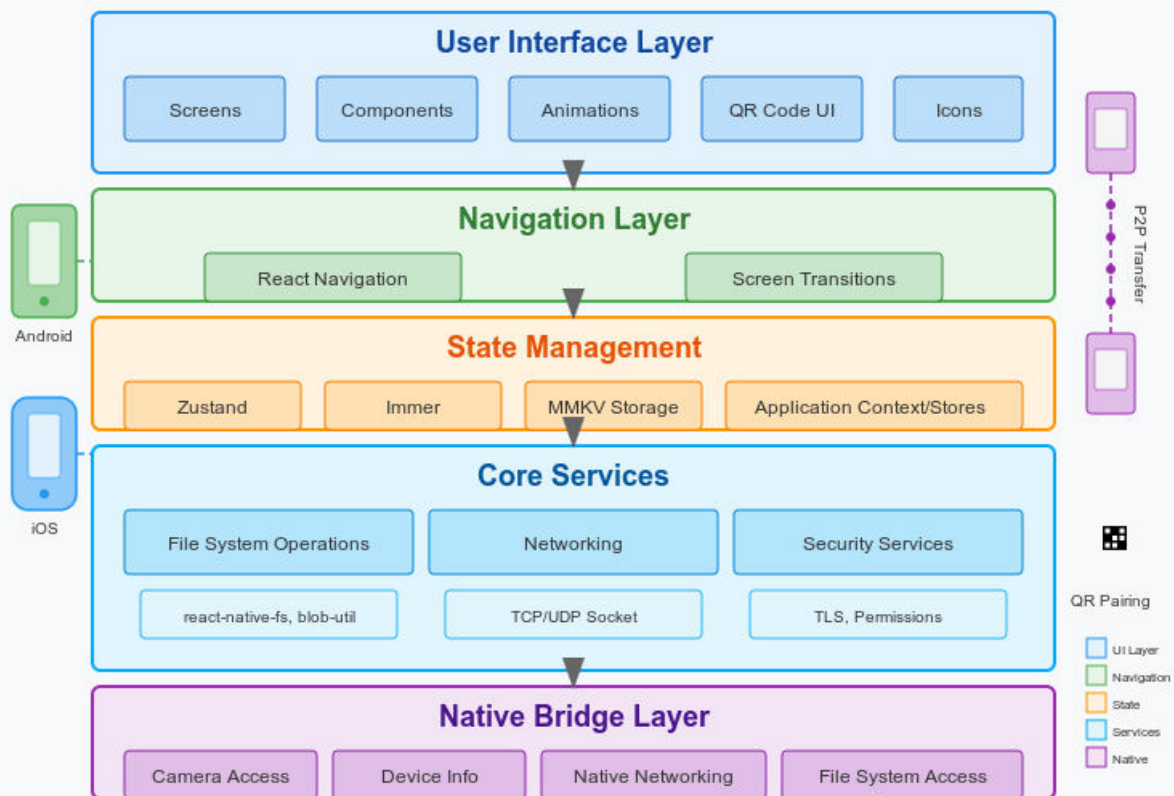 User Interface Layer
Screens
Components
Animations
QR Code UI
Icons
Navigation Layer
React Navigation
Screen Transitions
Android
P2P Transfer
State Management
Zustand
Immer
MMKV Storage
Application Context/Stores
iOS
Core Services
File System Operations
Networking
Security Services
react-native-fs, blob-util
TCP/UDP Socket
TLS, Permissions
QR Pairing
UI Layer
Navigation
State
Services
Native
Native Bridge Layer
Camera Access
Device Info
Native Networking
File System Access